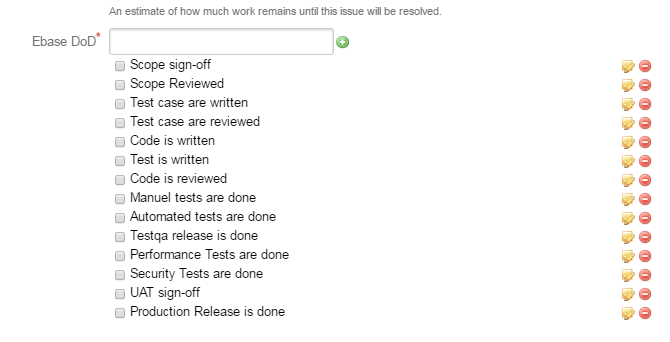 An estimate of how much work remains until this issue will be resolved.
Ebase DoD*
Scope sign-off
Scope Reviewed
Test case are written
Test case are reviewed
Code is written
Test is written
Code is reviewed
Manuel tests are done
Automated tests are done
Testqa release is done
Performance Tests are done
Security Tests are done
UAT sign-off
Production Release is done